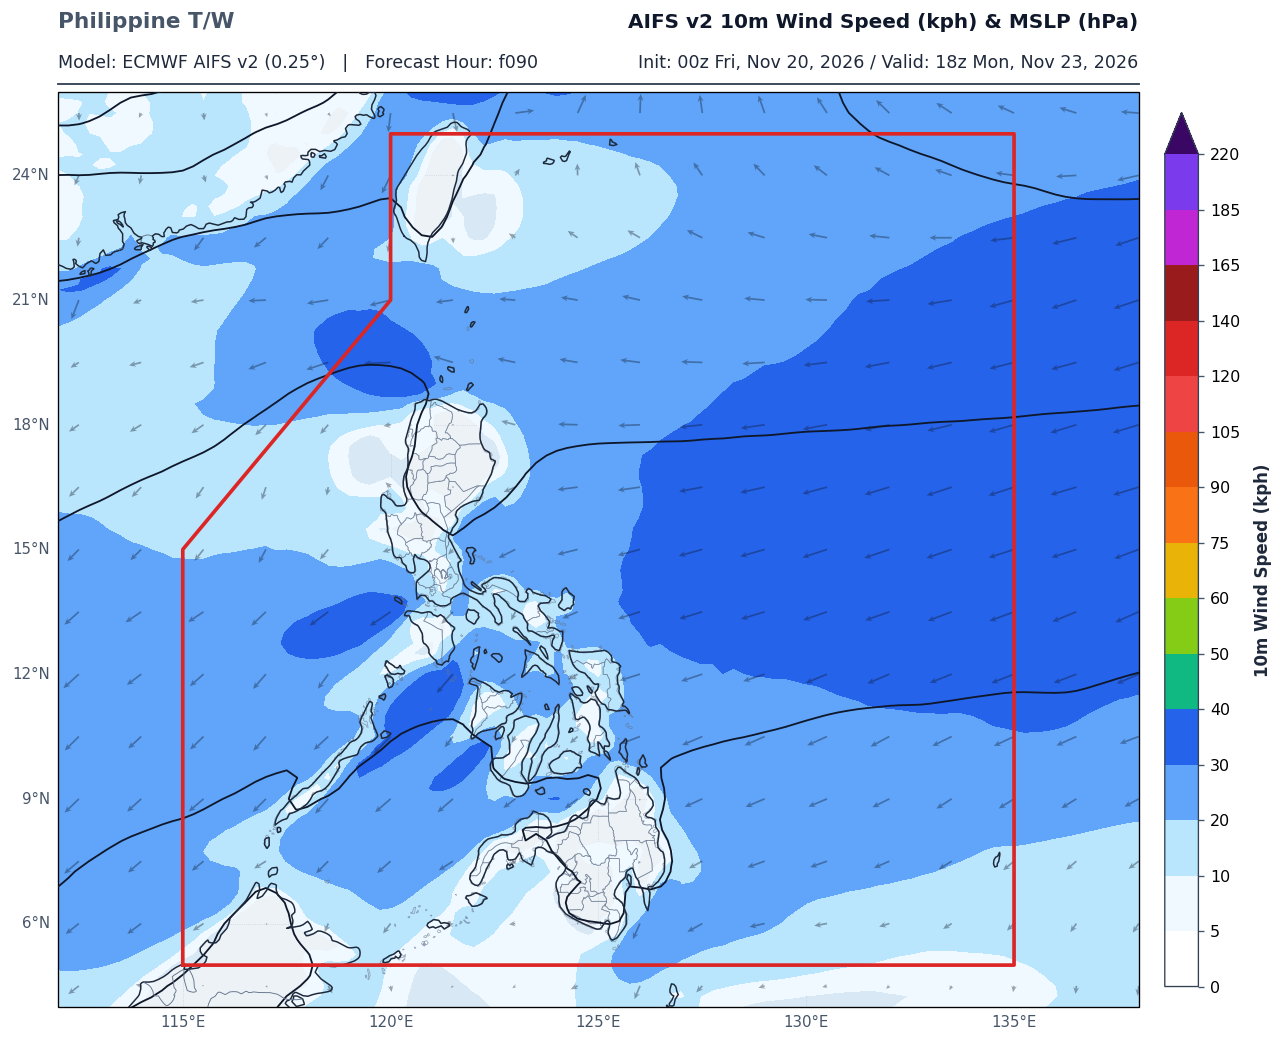 Philippine T/W
AIFS v2 10m Wind Speed (kph) & MSLP (hPa)
Model: ECMWF AIFS v2 (0.25°) | Forecast Hour: f090
Init: 00z Fri, Nov 20, 2026 / Valid: 18z Mon, Nov 23, 2026
24°N
21°N
18°N
15°N
12°N
9°N
6°N
115°E
120°E
125°E
130°E
135°E
220
185
165
140
120
105
90
75
60
50
40
30
20
10
5
0
10m Wind Speed (kph)